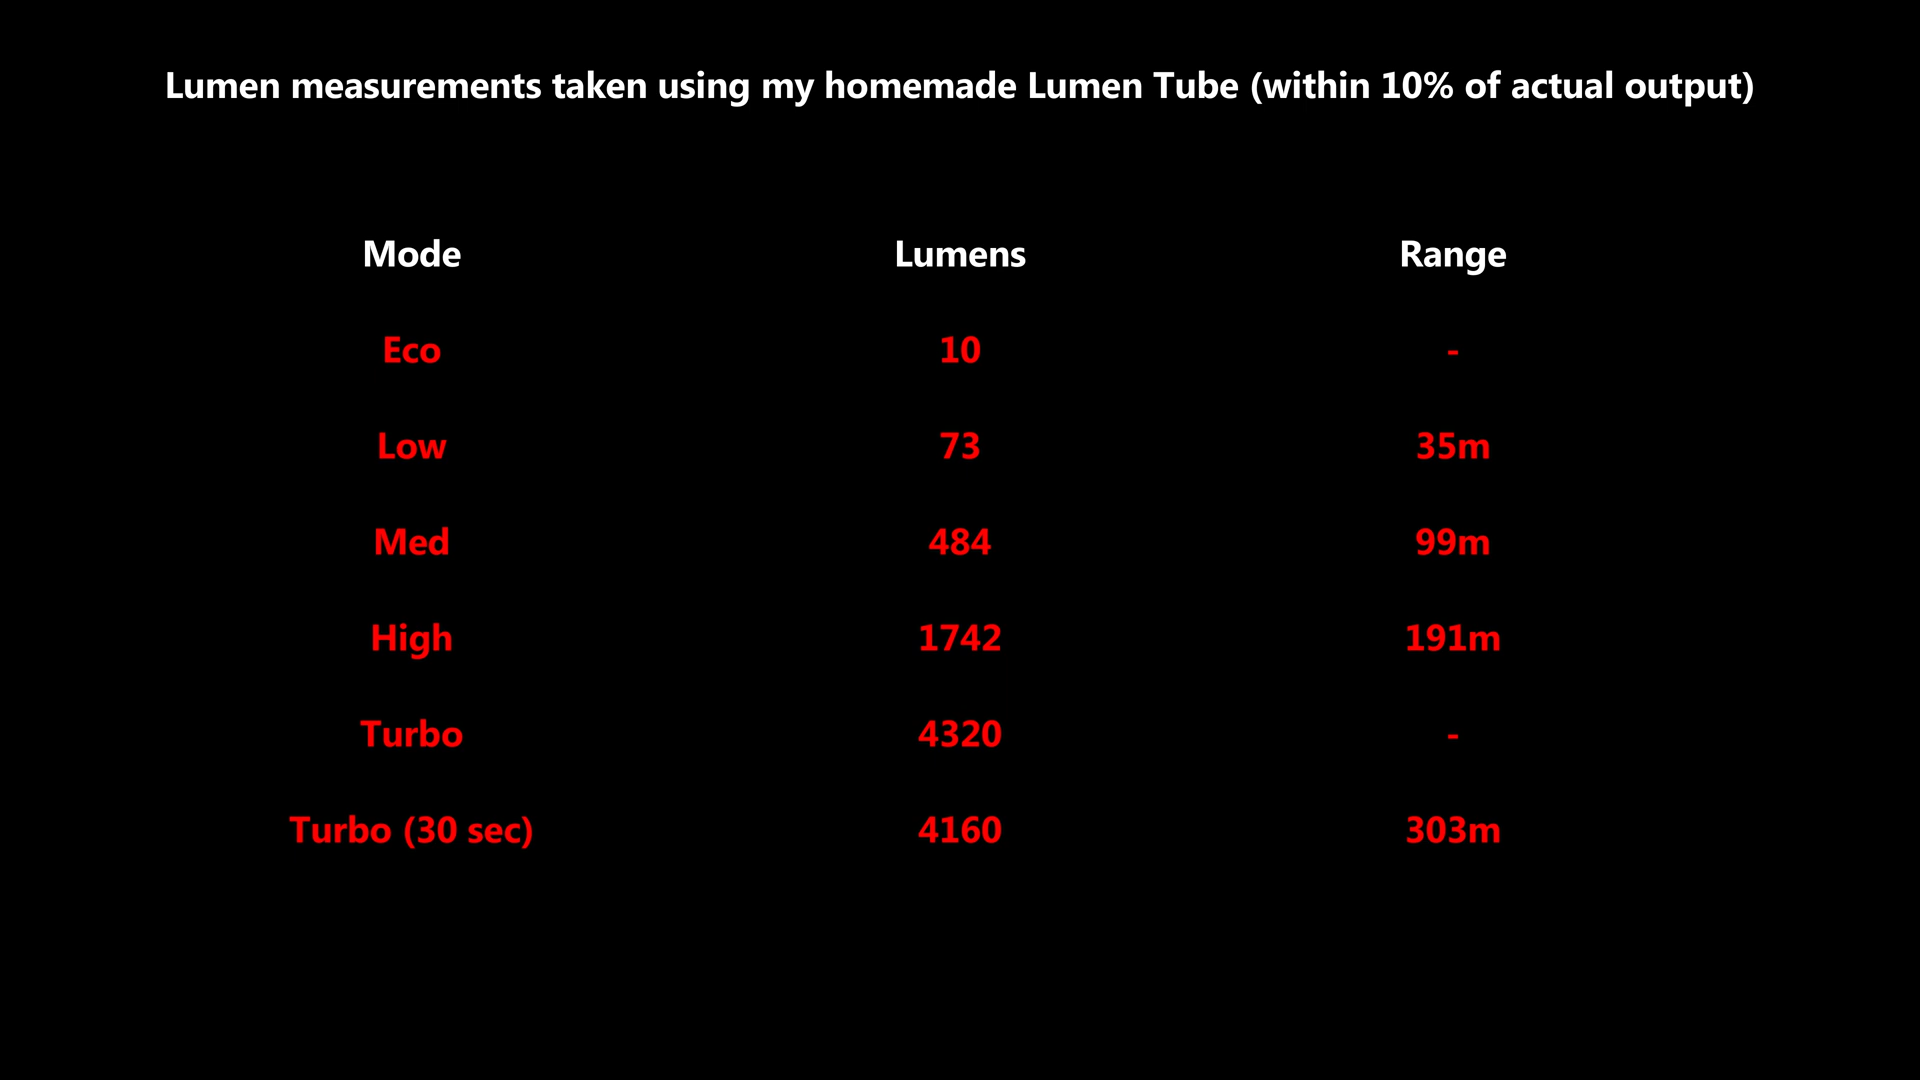 Lumen measurements taken using my homemade Lumen Tube (within 10% of actual output)
Mode Lumens Range
Eco 10 -
Low 73 35m
Med 484 99m
High 1742 191m
Turbo 4320 -
Turbo (30 sec) 4160 303m